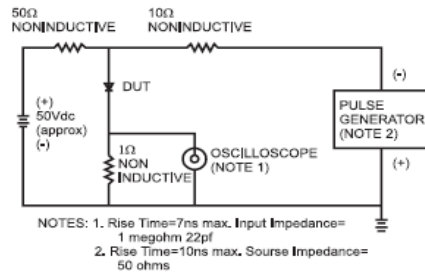 50Ω
NONINDUCTIVE
10Ω
NONINDUCTIVE
(+)
50Vdc
(approx)
(-)
DUT
1Ω
NON
INDUCTIVE
OSCILLOSCOPE
(NOTE 1)
(-)
PULSE
GENERATOR
(NOTE 2)
(+)
NOTES: 1. Rise Time=7ns max. Input Impedance=
1 megohm 22pf
2. Rise Time=10ns max. Sourse Impedance=
50 ohms